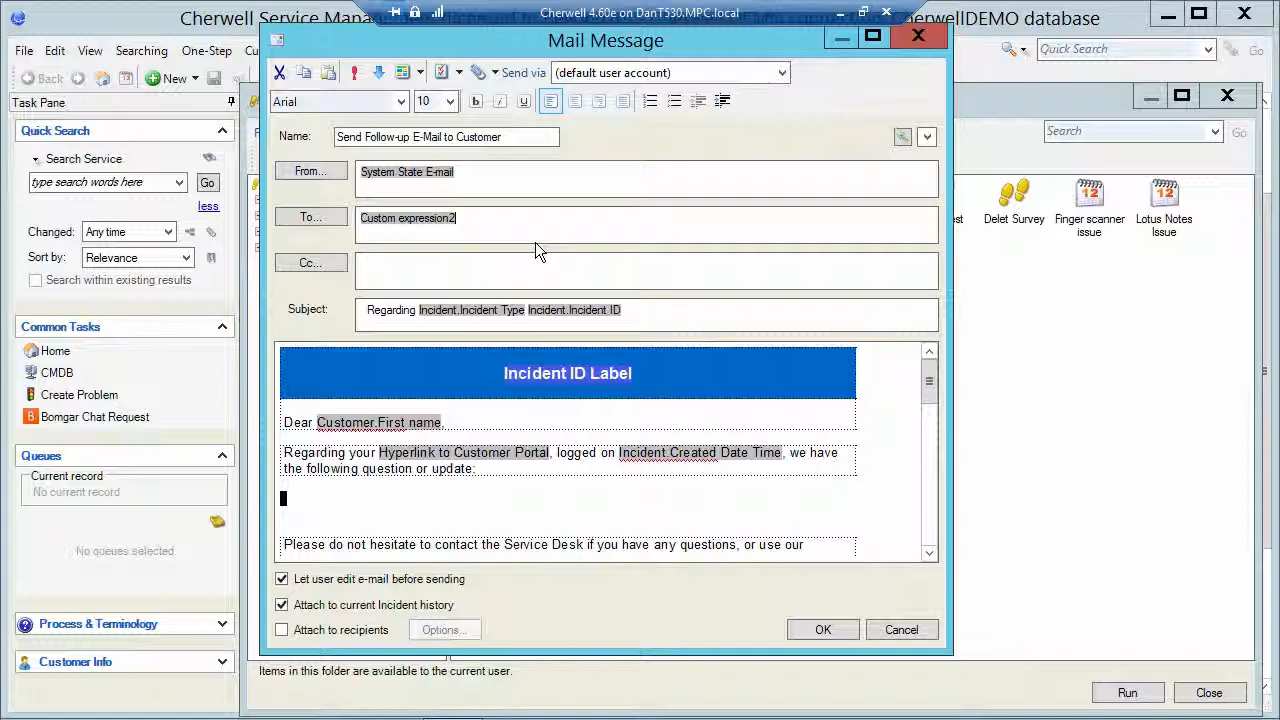 Cherwell 4.60e on DanT530.MPC.local
Cherwell Service Mana
CherwellDEMO database
Mail Message
File Edit View Searching One-Step
Quick Search Go
Back New
Send via (default user account)
Task Pane
Arial 10 b i u
Search Go
Quick Search
Search Service
type search words here Go
less
Changed: Any time
Sort by: Relevance
Search within existing results
Common Tasks
Home
CMDB
Create Problem
Bomgar Chat Request
Queues
Current record
No current record
No queues selected
Process & Terminology
Customer Info
Name: Send Follow-up E-Mail to Customer
From... System State E-mail
To... Custom expression2
Cc...
Subject: Regarding Incident.Incident Type Incident.Incident ID
Incident ID Label
Dear Customer.First name,
Regarding your Hyperlink to Customer Portal, logged on Incident.Created Date Time, we have
the following question or update:
Please do not hesitate to contact the Service Desk if you have any questions, or use our
Let user edit e-mail before sending
Attach to current Incident history
Attach to recipients Options... OK Cancel
est Delet Survey
12
Finger scanner
issue
12
Lotus Notes
Issue
Items in this folder are available to the current user.
Run Close